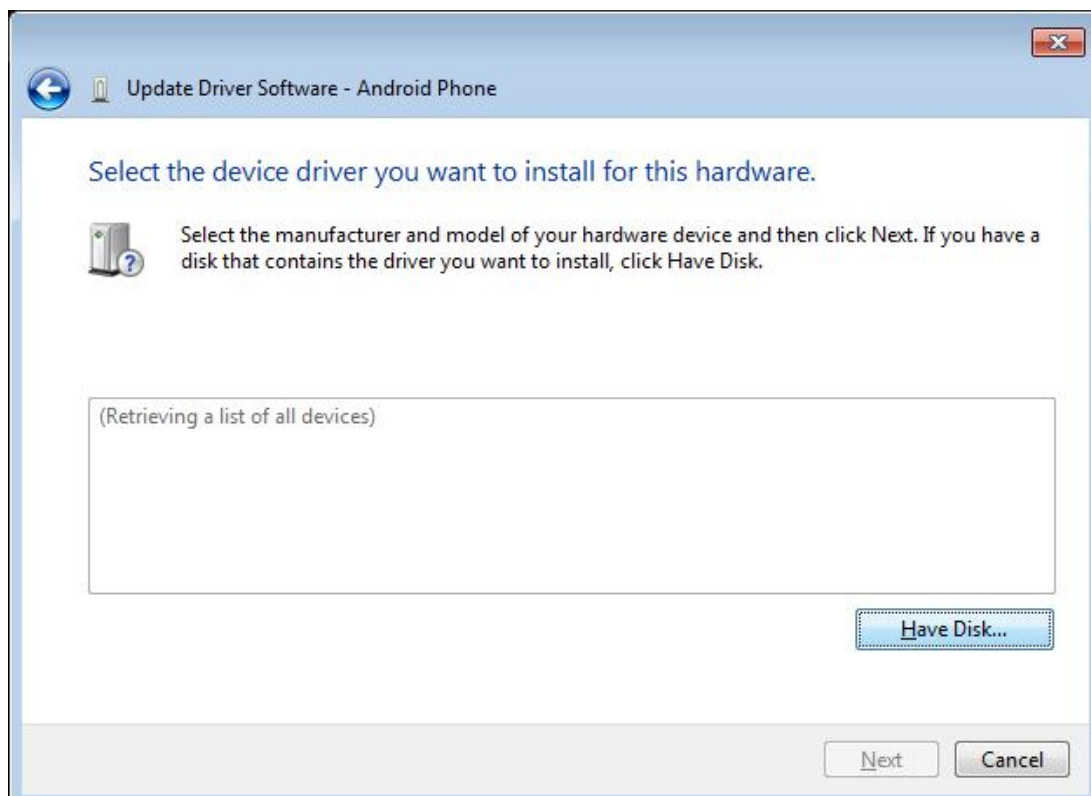 Update Driver Software - Android Phone
Select the device driver you want to install for this hardware.
Select the manufacturer and model of your hardware device and then click Next. If you have a
disk that contains the driver you want to install, click Have Disk.
(Retrieving a list of all devices)
Have Disk...
Next
Cancel